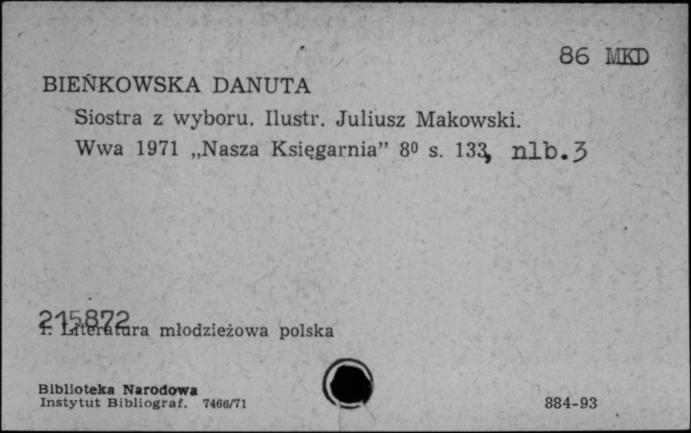 86 MKD
BIEŃKOWSKA DANUTA
Siostra z wyboru. Ilustr. Juliusz Makowski.
Wwa 1971 „Nasza Księgarnia” 8⁰ s. 133, nlb.3
215872
1. Literatura młodzieżowa polska
Biblioteka Narodowa
Instytut Bibliograf. 7466/71
884-93